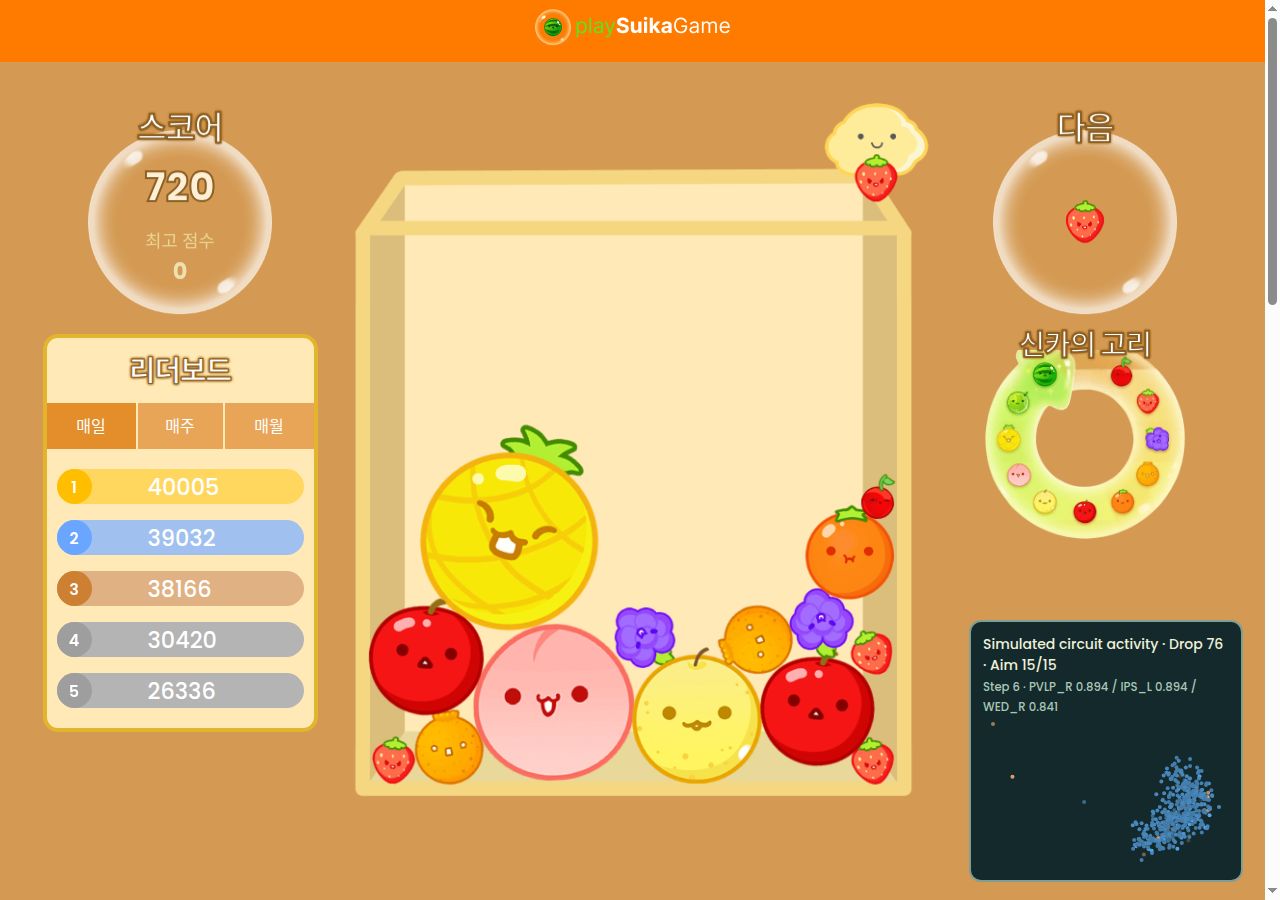 playSuikaGame
스코어
720
최고 점수
0
다음
리더보드
매일 매주 매월
1 40005
2 39032
3 38166
4 30420
5 26336
신카의 고리
Simulated circuit activity · Drop 76
· Aim 15/15
Step 6 · PVLP_R 0.894 / IPS_L 0.894 /
WED_R 0.841